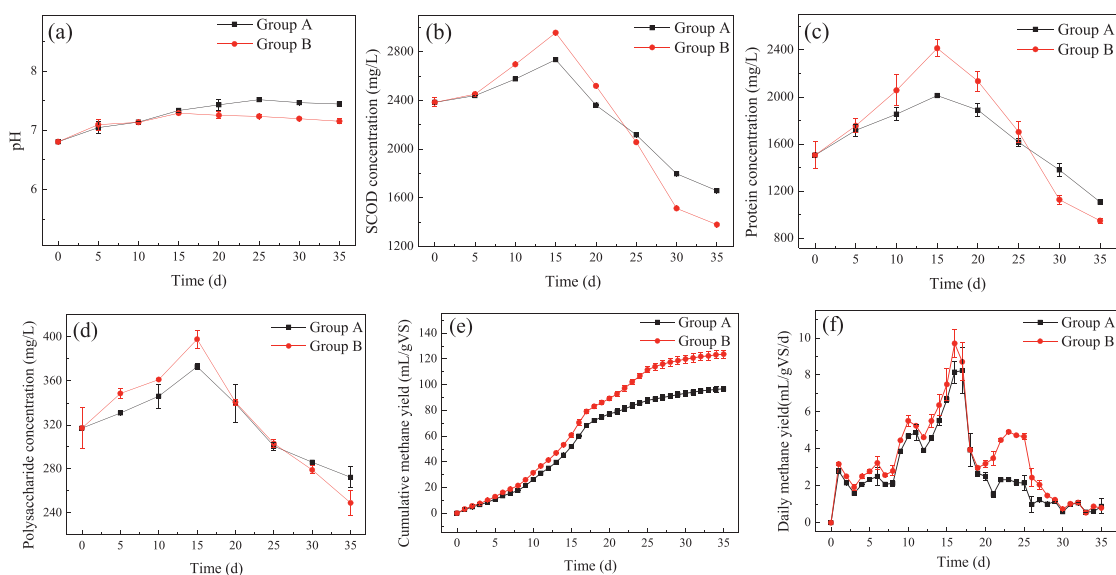 (a)
Group A
Group B
8
7
6
pH
0 5 10 15 20 25 30 35
Time (d)
(b)
Group A
Group B
2800
2400
2000
1600
1200
SCOD concentration (mg/L)
0 5 10 15 20 25 30 35
Time (d)
(c)
Group A
Group B
2400
2000
1600
1200
800
Protein concentration (mg/L)
0 5 10 15 20 25 30 35
Time (d)
(d)
Group A
Group B
400
360
320
280
240
Polysaccharide concentration (mg/L)
0 5 10 15 20 25 30 35
Time (d)
(e)
Group A
Group B
140
120
100
80
60
40
20
0
Cumulative methane yield (mL/gVS)
0 5 10 15 20 25 30 35
Time (d)
(f)
Group A
Group B
10
8
6
4
2
0
Daily methane yield(mL/gVS/d)
0 5 10 15 20 25 30 35
Time (d)